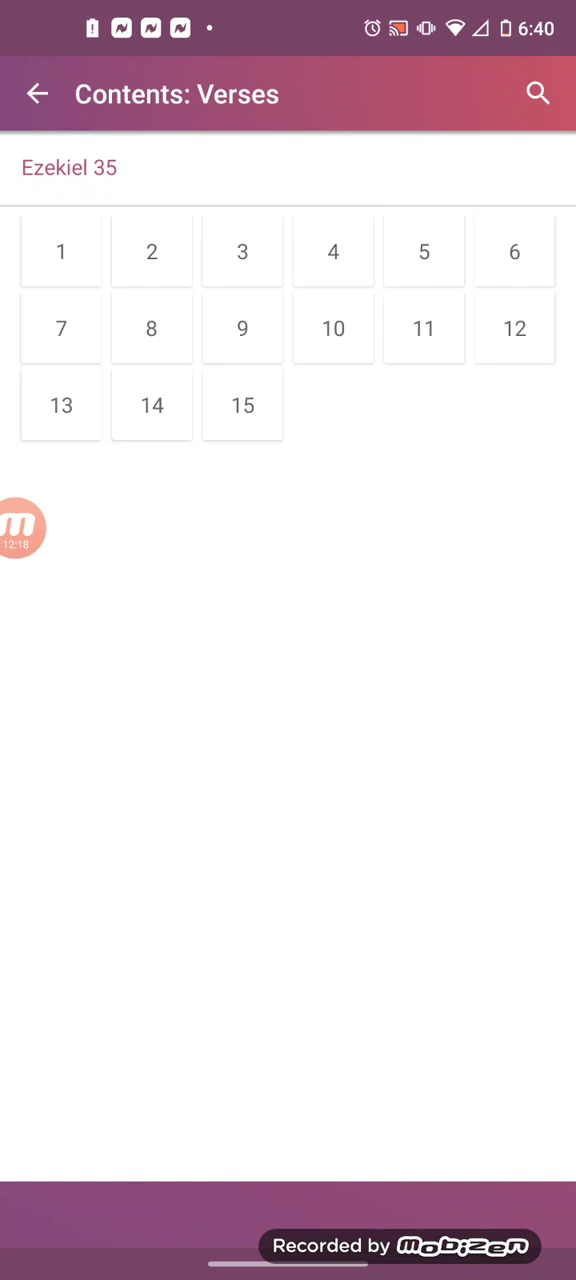 6:40
Contents: Verses
Ezekiel 35
1 2 3 4 5 6
7 8 9 10 11 12
13 14 15
m
12:18
Recorded by mobizen